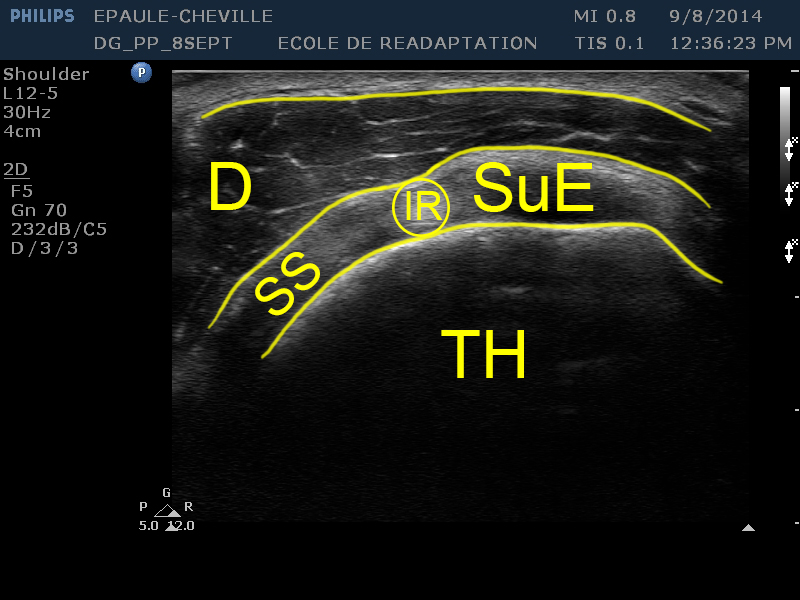 PHILIPS EPAULE-CHEVILLE MI 0.8 9/8/2014
DG_PP_8SEPT ECOLE DE READAPTATION TIS 0.1 12:36:23 PM
Shoulder
P
L12-5
30Hz
4cm
2D
F5
Gn 70
232dB/C5
D/3/3
D
SuE
IR
SS
TH
G
P R
5.0 12.0